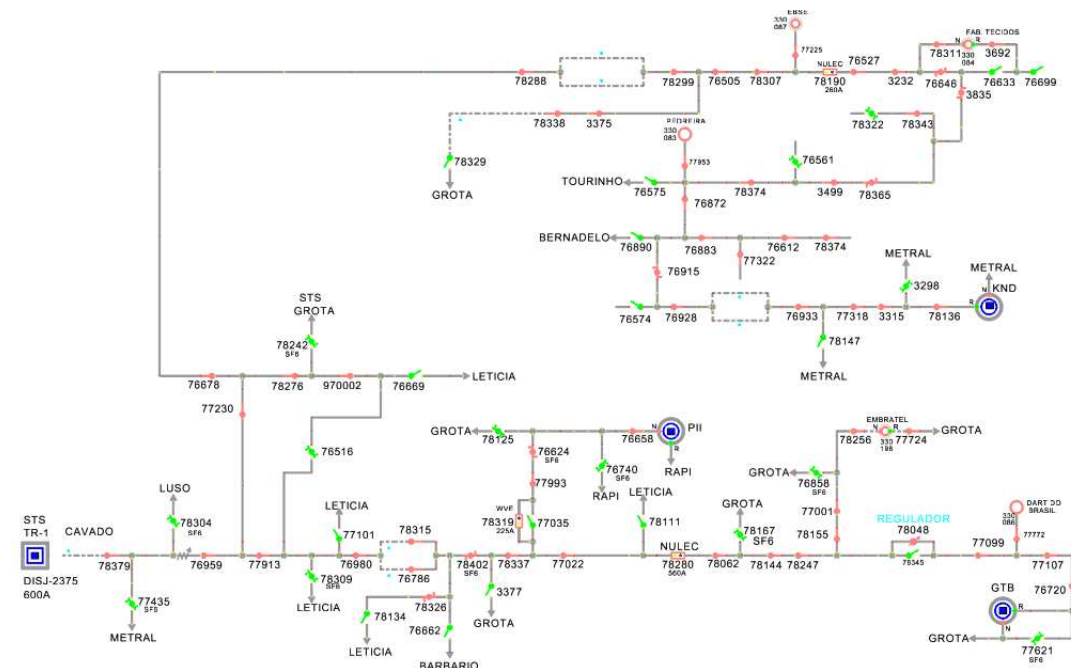 EBSE
330
087
77225
FAB. TECIDOS
N
R
78311
330
084
3692
NULEC
76527
78288
78299
76505
78307
78190
260A
3232
76648
76633
76699
3835
78338
3375
PEDREIRA
330
083
78322
78343
78329
GROTA
77953
76561
TOURINHO
76575
78374
3499
78365
76872
BERNADELO
76890
76883
76612
78374
77322
76915
METRAL
METRAL
3298
N
KND
R
76574
76928
76933
77318
3315
78136
78147
METRAL
STS
GROTA
78242
SF6
LETICIA
76678
78276
970002
76669
77230
GROTA
78125
76658
N
PII
R
EMBRATEL
N
R
78256
330
198
77724
GROTA
76516
76624
SF6
76740
SF6
RAPI
RAPI
77993
GROTA
76858
SF6
LUSO
LETICIA
WVE
LETICIA
GROTA
78304
SF6
77101
78315
78319
225A
77035
78111
78167
SF6
77001
REGULADOR
78048
DART DO
BRASIL
330
086
77772
STS
TR-1
CAVADO
NULEC
78155
78379
76959
77913
76980
76786
78402
SF6
78337
77022
78280
560A
78062
78144
78247
78345
77099
77107
DISJ-2375
600A
77435
SF6
78309
SF6
LETICIA
78326
3377
76720
GTB
R
N
METRAL
78134
76662
GROTA
GROTA
77621
SF6
LETICIA
BARBARIO